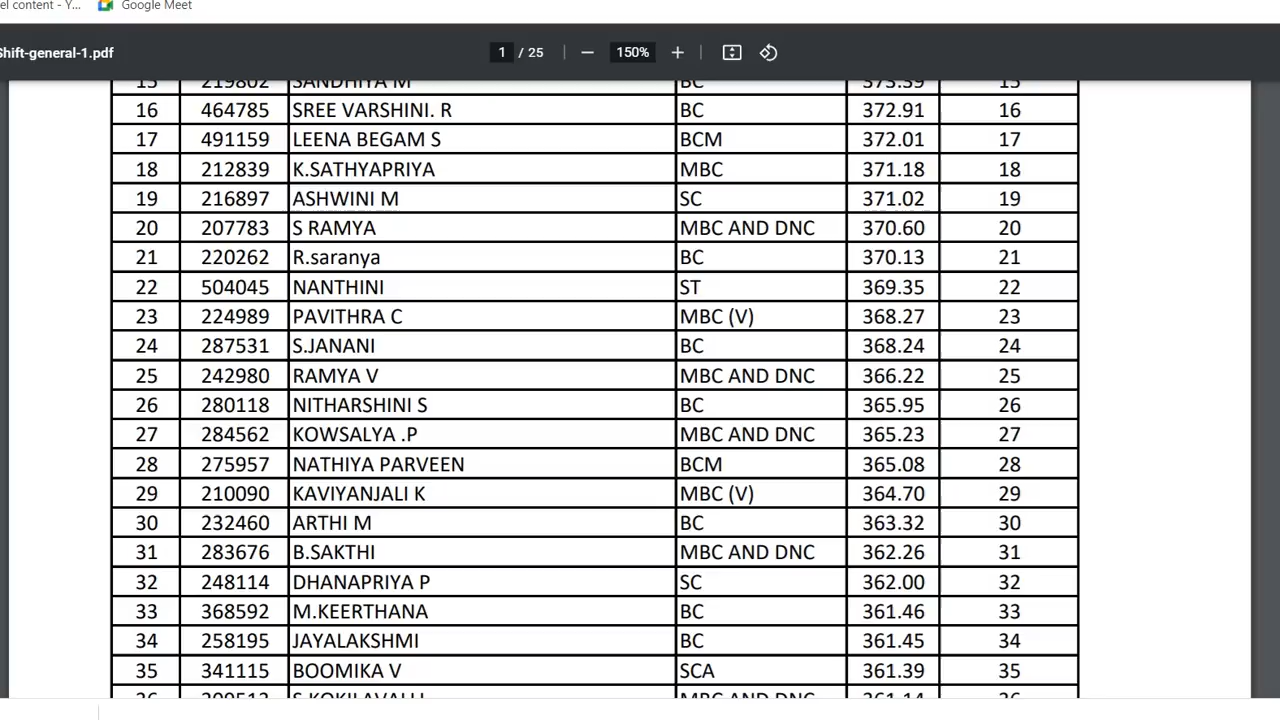 el content - Y... Google Meet
Shift-general-1.pdf 1 / 25 150%
15 219802 SANDHIYA M BC 373.39 15
16 464785 SREE VARSHINI. R BC 372.91 16
17 491159 LEENA BEGAM S BCM 372.01 17
18 212839 K.SATHYAPRIYA MBC 371.18 18
19 216897 ASHWINI M SC 371.02 19
20 207783 S RAMYA MBC AND DNC 370.60 20
21 220262 R.saranya BC 370.13 21
22 504045 NANTHINI ST 369.35 22
23 224989 PAVITHRA C MBC (V) 368.27 23
24 287531 S.JANANI BC 368.24 24
25 242980 RAMYA V MBC AND DNC 366.22 25
26 280118 NITHARSHINI S BC 365.95 26
27 284562 KOWSALYA .P MBC AND DNC 365.23 27
28 275957 NATHIYA PARVEEN BCM 365.08 28
29 210090 KAVIYANJALI K MBC (V) 364.70 29
30 232460 ARTHI M BC 363.32 30
31 283676 B.SAKTHI MBC AND DNC 362.26 31
32 248114 DHANAPRIYA P SC 362.00 32
33 368592 M.KEERTHANA BC 361.46 33
34 258195 JAYALAKSHMI BC 361.45 34
35 341115 BOOMIKA V SCA 361.39 35
36 MBC AND DNC 361.14 36